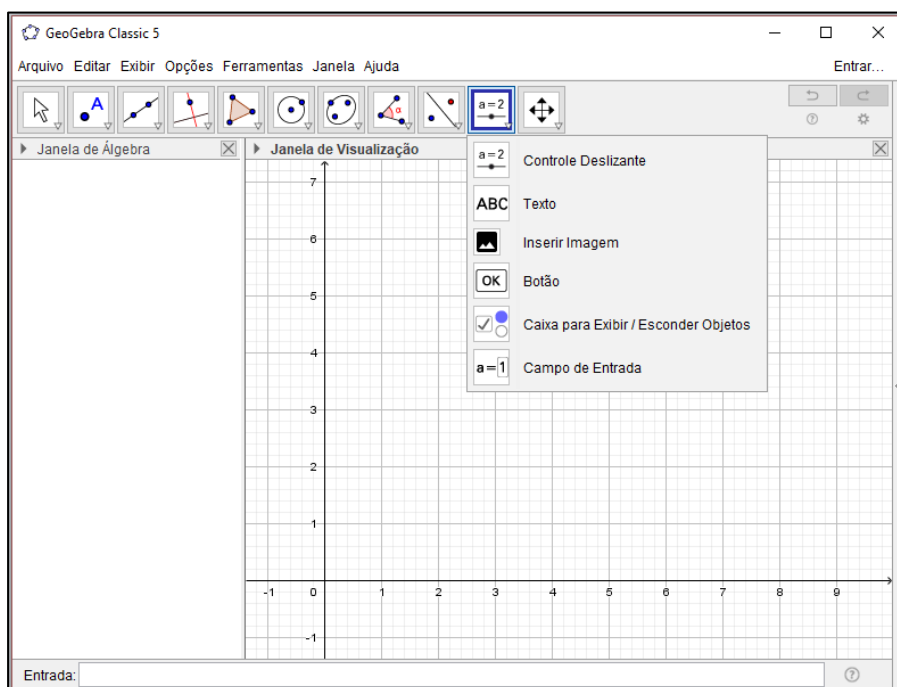 GeoGebra Classic 5
Arquivo Editar Exibir Opções Ferramentas Janela Ajuda Entrar...
A α a=2
Janela de Álgebra Janela de Visualização
a=2 Controle Deslizante
ABC Texto
Inserir Imagem
OK Botão
Caixa para Exibir / Esconder Objetos
a=1 Campo de Entrada
7
6
5
4
3
2
1
-1 0 1 2 3 4 5 6 7 8 9
-1
Entrada: